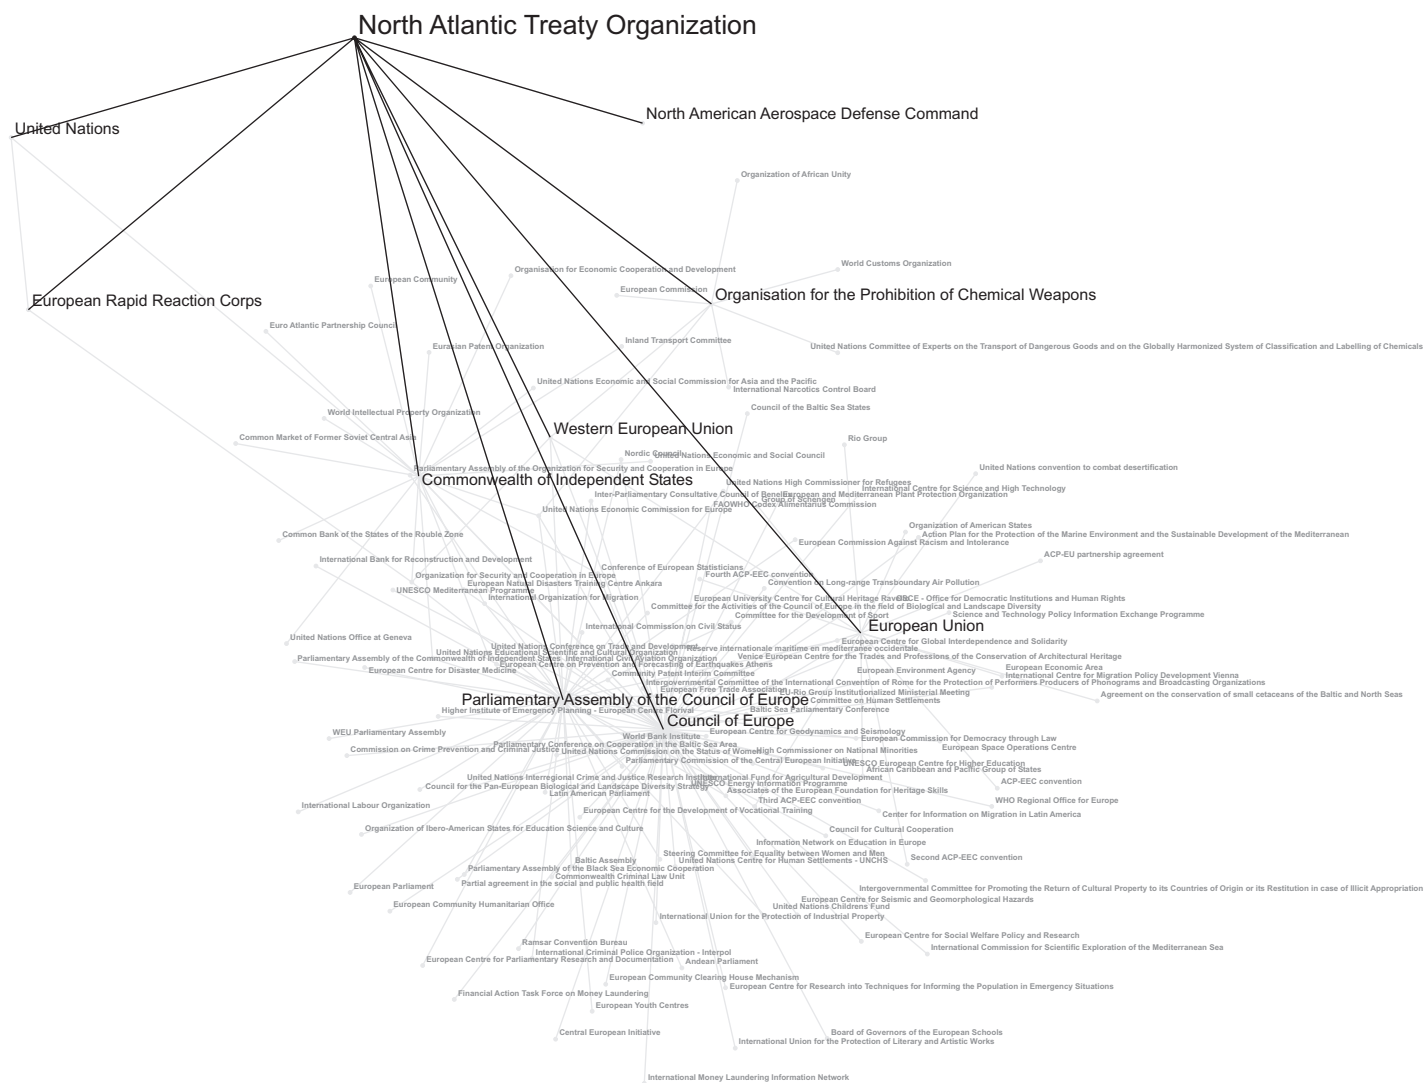 North Atlantic Treaty Organization
North American Aerospace Defense Command
United Nations
Organization of African Unity
World Customs Organization
Organisation for Economic Cooperation and Development
European Community
European Commission
Organisation for the Prohibition of Chemical Weapons
European Rapid Reaction Corps
Euro Atlantic Partnership Council
Inland Transport Committee
Eurasian Patent Organization
United Nations Committee of Experts on the Transport of Dangerous Goods and on the Globally Harmonized System of Classification and Labelling of Chemicals
United Nations Economic and Social Commission for Asia and the Pacific
International Narcotics Control Board
Council of the Baltic Sea States
World Intellectual Property Organization
Western European Union
Common Market of Former Soviet Central Asia
Rio Group
Nordic Council
United Nations Economic and Social Council
Parliamentary Assembly of the Organization for Security and Cooperation in Europe
United Nations convention to combat desertification
Commonwealth of Independent States
United Nations High Commissioner for Refugees
International Centre for Science and High Technology
Inter-Parliamentary Consultative Council of Benelux
European and Mediterranean Plant Protection Organization
Group of Schengen
FAOWHO Codex Alimentarius Commission
United Nations Economic Commission for Europe
Organization of American States
Common Bank of the States of the Rouble Zone
Action Plan for the Protection of the Marine Environment and the Sustainable Development of the Mediterranean
European Commission Against Racism and Intolerance
ACP-EU partnership agreement
International Bank for Reconstruction and Development
Conference of European Statisticians
Organization for Security and Cooperation in Europe
Fourth ACP-EEC convention
European Natural Disasters Training Centre Ankara
Convention on Long-range Transboundary Air Pollution
UNESCO Mediterranean Programme
International Organization for Migration
European University Centre for Cultural Heritage Ravello
OSCE - Office for Democratic Institutions and Human Rights
Committee for the Activities of the Council of Europe in the field of Biological and Landscape Diversity
Committee for the Development of Sport
Science and Technology Policy Information Exchange Programme
International Commission on Civil Status
European Union
United Nations Office at Geneva
European Centre for Global Interdependence and Solidarity
United Nations Conference on Trade and Development
Reserve internationale maritime en mediterranee occidentale
United Nations Educational Scientific and Cultural Organization
Venice European Centre for the Trades and Professions of the Conservation of Architectural Heritage
Parliamentary Assembly of the Commonwealth of Independent States
International Civil Aviation Organization
European Centre on Prevention and Forecasting of Earthquakes Athens
European Economic Area
European Centre for Disaster Medicine
European Environment Agency
Community Patent Interim Committee
International Centre for Migration Policy Development Vienna
Intergovernmental Committee of the International Convention of Rome for the Protection of Performers Producers of Phonograms and Broadcasting Organizations
European Free Trade Association
EU-Rio Group Institutionalized Ministerial Meeting
Agreement on the conservation of small cetaceans of the Baltic and North Seas
Parliamentary Assembly of the Council of Europe
Committee on Human Settlements
Higher Institute of Emergency Planning - European Centre Florival
Baltic Sea Parliamentary Conference
Council of Europe
WEU Parliamentary Assembly
European Centre for Geodynamics and Seismology
World Bank Institute
European Commission for Democracy through Law
Parliamentary Conference on Cooperation in the Baltic Sea Area
European Space Operations Centre
Commission on Crime Prevention and Criminal Justice
United Nations Commission on the Status of Women
High Commissioner on National Minorities
Parliamentary Commission of the Central European Initiative
UNESCO European Centre for Higher Education
African Caribbean and Pacific Group of States
United Nations Interregional Crime and Justice Research Institute
International Fund for Agricultural Development
ACP-EEC convention
Council for the Pan-European Biological and Landscape Diversity Strategy
UNESCO Energy Information Programme
Latin American Parliament
Associates of the European Foundation for Heritage Skills
Third ACP-EEC convention
WHO Regional Office for Europe
International Labour Organization
European Centre for the Development of Vocational Training
Center for Information on Migration in Latin America
Organization of Ibero-American States for Education Science and Culture
Council for Cultural Cooperation
Information Network on Education in Europe
Steering Committee for Equality between Women and Men
Baltic Assembly
United Nations Centre for Human Settlements - UNCHS
Second ACP-EEC convention
Parliamentary Assembly of the Black Sea Economic Cooperation
Commonwealth Criminal Law Unit
Partial agreement in the social and public health field
European Parliament
Intergovernmental Committee for Promoting the Return of Cultural Property to its Countries of Origin or its Restitution in case of Illicit Appropriation
European Centre for Seismic and Geomorphological Hazards
European Community Humanitarian Office
United Nations Childrens Fund
International Union for the Protection of Industrial Property
European Centre for Social Welfare Policy and Research
Ramsar Convention Bureau
International Commission for Scientific Exploration of the Mediterranean Sea
International Criminal Police Organization - Interpol
European Centre for Parliamentary Research and Documentation
Andean Parliament
European Community Clearing House Mechanism
European Centre for Research into Techniques for Informing the Population in Emergency Situations
Financial Action Task Force on Money Laundering
European Youth Centres
Central European Initiative
Board of Governors of the European Schools
International Union for the Protection of Literary and Artistic Works
International Money Laundering Information Network